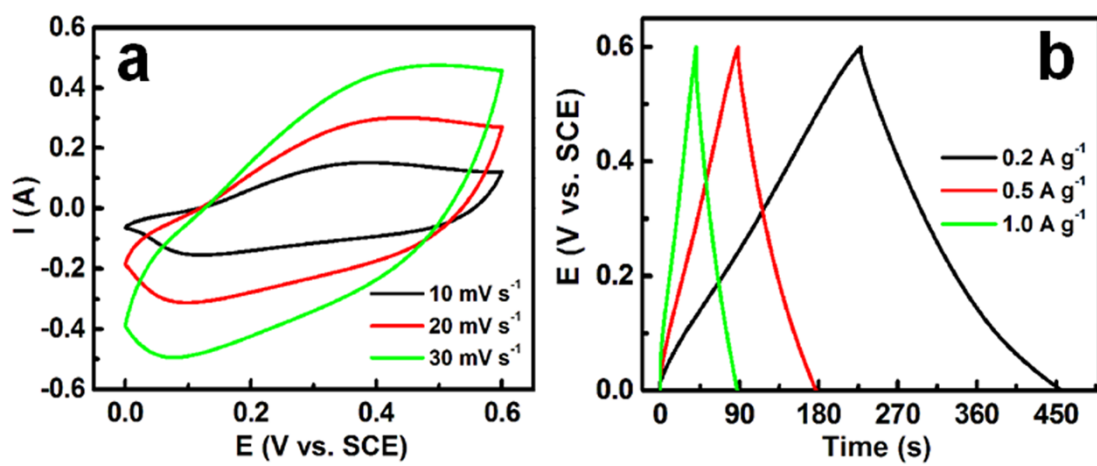 a
I (A)
0.6
0.4
0.2
0.0
-0.2
-0.4
-0.6
10 mV s⁻¹
20 mV s⁻¹
30 mV s⁻¹
0.0 0.2 0.4 0.6
E (V vs. SCE)
b
E (V vs. SCE)
0.6
0.4
0.2
0.0
0.2 A g⁻¹
0.5 A g⁻¹
1.0 A g⁻¹
0 90 180 270 360 450
Time (s)